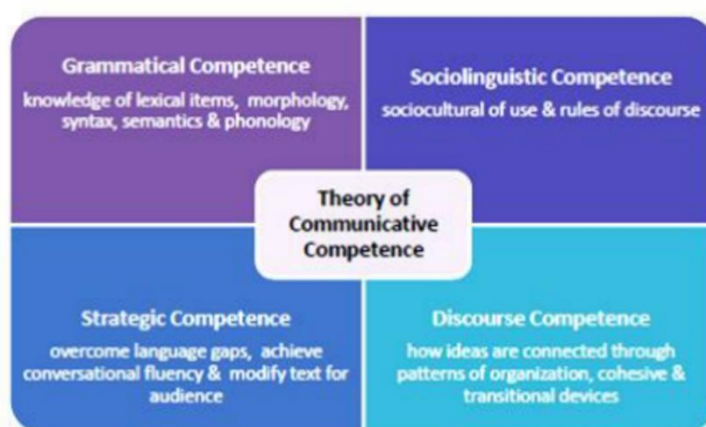 Grammatical Competence
knowledge of lexical items, morphology,
syntax, semantics & phonology
Sociolinguistic Competence
sociocultural of use & rules of discourse
Theory of
Communicative
Competence
Strategic Competence
overcome language gaps, achieve
conversational fluency & modify text for
audience
Discourse Competence
how ideas are connected through
patterns of organization, cohesive &
transitional devices